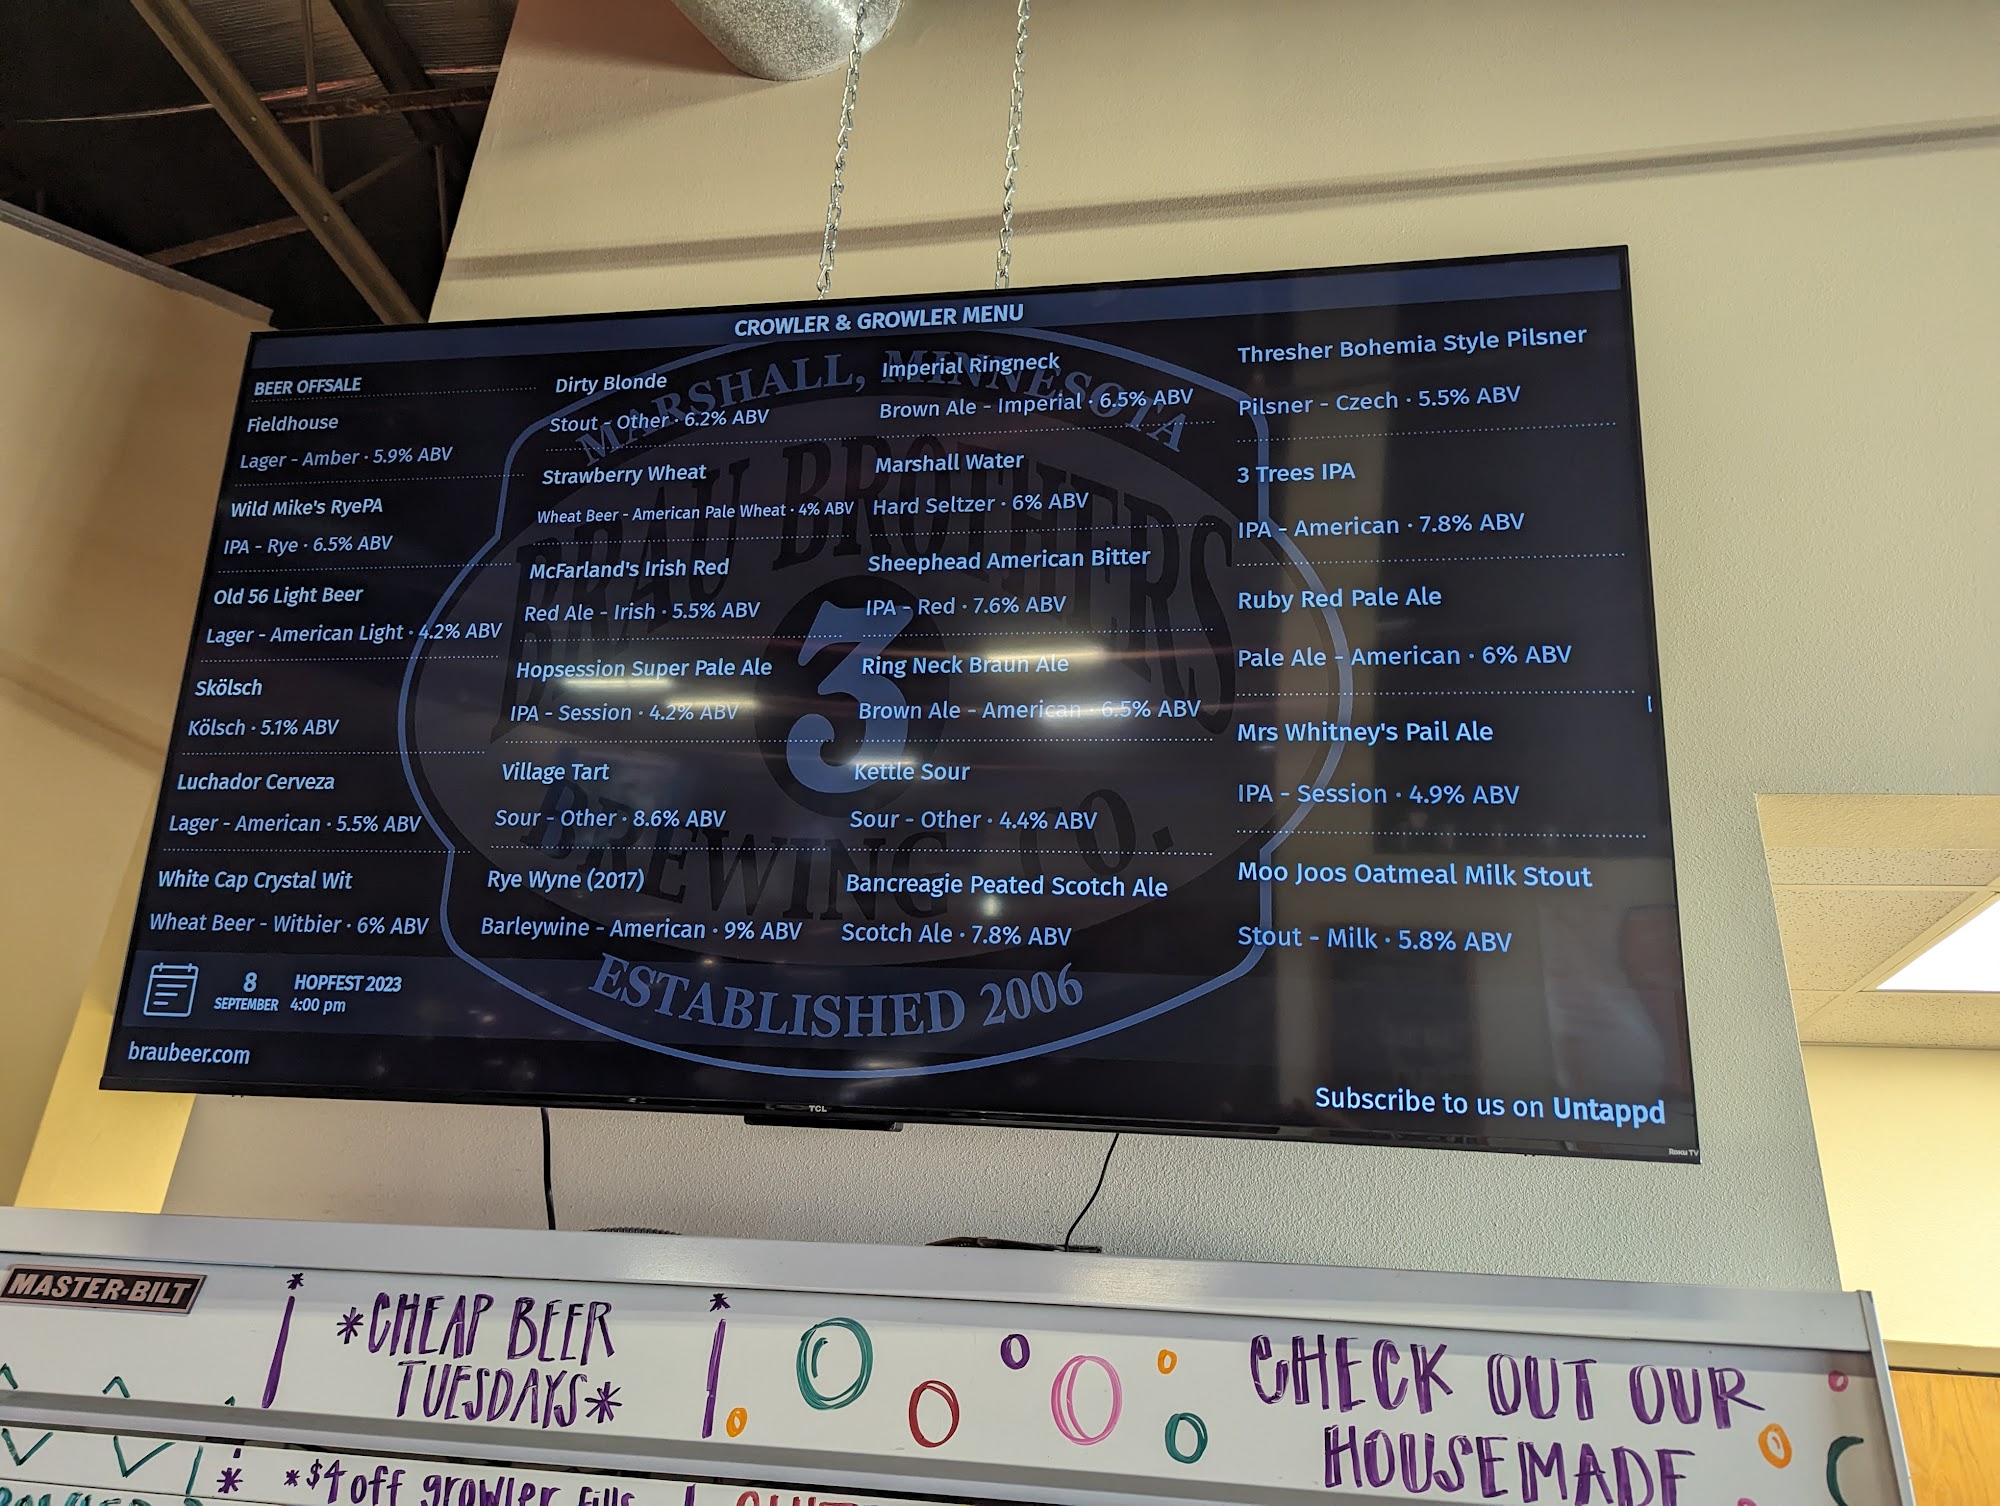 CROWLER & GROWLER MENU
BEER OFFSALE
Fieldhouse
Lager - Amber · 5.9% ABV
Wild Mike's RyePA
IPA - Rye · 6.5% ABV
Old 56 Light Beer
Lager - American Light · 4.2% ABV
Skölsch
Kölsch · 5.1% ABV
Luchador Cerveza
Lager - American · 5.5% ABV
White Cap Crystal Wit
Wheat Beer - Witbier · 6% ABV
Dirty Blonde
Stout - Other · 6.2% ABV
Strawberry Wheat
Wheat Beer - American Pale Wheat · 4% ABV
McFarland's Irish Red
Red Ale - Irish · 5.5% ABV
Hopsession Super Pale Ale
IPA - Session · 4.2% ABV
Village Tart
Sour - Other · 8.6% ABV
Rye Wyne (2017)
Barleywine - American · 9% ABV
Imperial Ringneck
Brown Ale - Imperial · 6.5% ABV
Marshall Water
Hard Seltzer · 6% ABV
Sheephead American Bitter
IPA - Red · 7.6% ABV
Ring Neck Braun Ale
Brown Ale - American · 6.5% ABV
Kettle Sour
Sour - Other · 4.4% ABV
Bancreagie Peated Scotch Ale
Scotch Ale · 7.8% ABV
Thresher Bohemia Style Pilsner
Pilsner - Czech · 5.5% ABV
3 Trees IPA
IPA - American · 7.8% ABV
Ruby Red Pale Ale
Pale Ale - American · 6% ABV
Mrs Whitney's Pail Ale
IPA - Session · 4.9% ABV
Moo Joos Oatmeal Milk Stout
Stout - Milk · 5.8% ABV
MARSHALL, MINNESOTA
BRAU BROTHERS
3
BREWING CO.
ESTABLISHED 2006
8 HOPFEST 2023
SEPTEMBER 4:00 pm
braubeer.com
Subscribe to us on Untappd
TCL
Roku TV
MASTER-BILT
*CHEAP BEER
TUESDAYS*
*$4 off growler fills
CHECK OUT OUR
HOUSEMADE